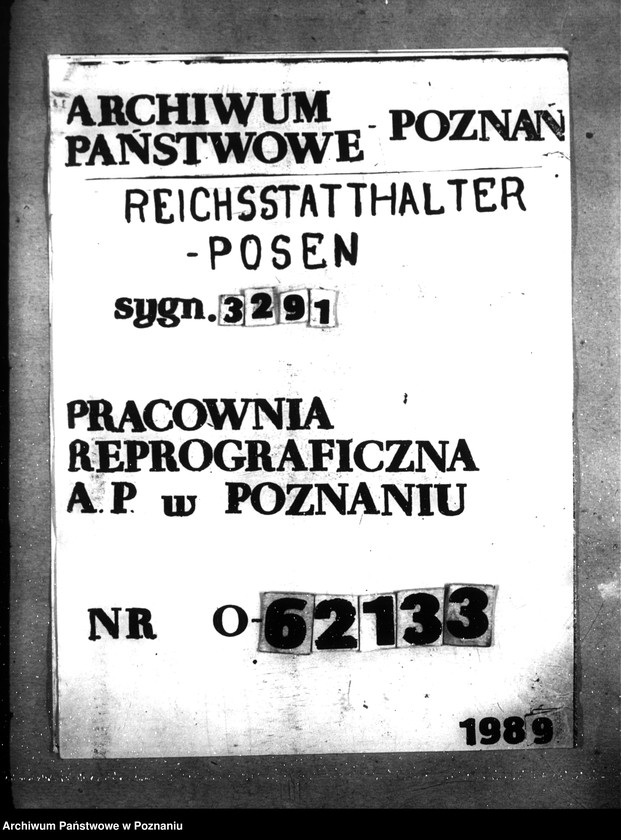 ARCHIWUM
PAŃSTWOWE - POZNAŃ
REICHSSTATTHALTER
-POSEN
sygn. 3291
PRACOWNIA
REPROGRAFICZNA
A.P. w POZNANIU
NR O-62133
1989
Archiwum Państwowe w Poznaniu